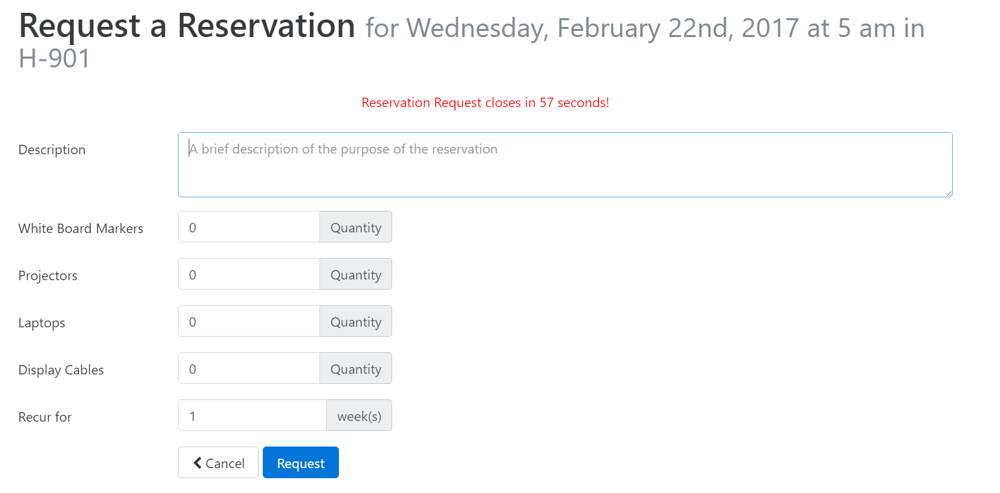 Request a Reservation for Wednesday, February 22nd, 2017 at 5 am in
H-901
Reservation Request closes in 57 seconds!
Description
A brief description of the purpose of the reservation
White Board Markers 0 Quantity
Projectors 0 Quantity
Laptops 0 Quantity
Display Cables 0 Quantity
Recur for 1 week(s)
Cancel Request